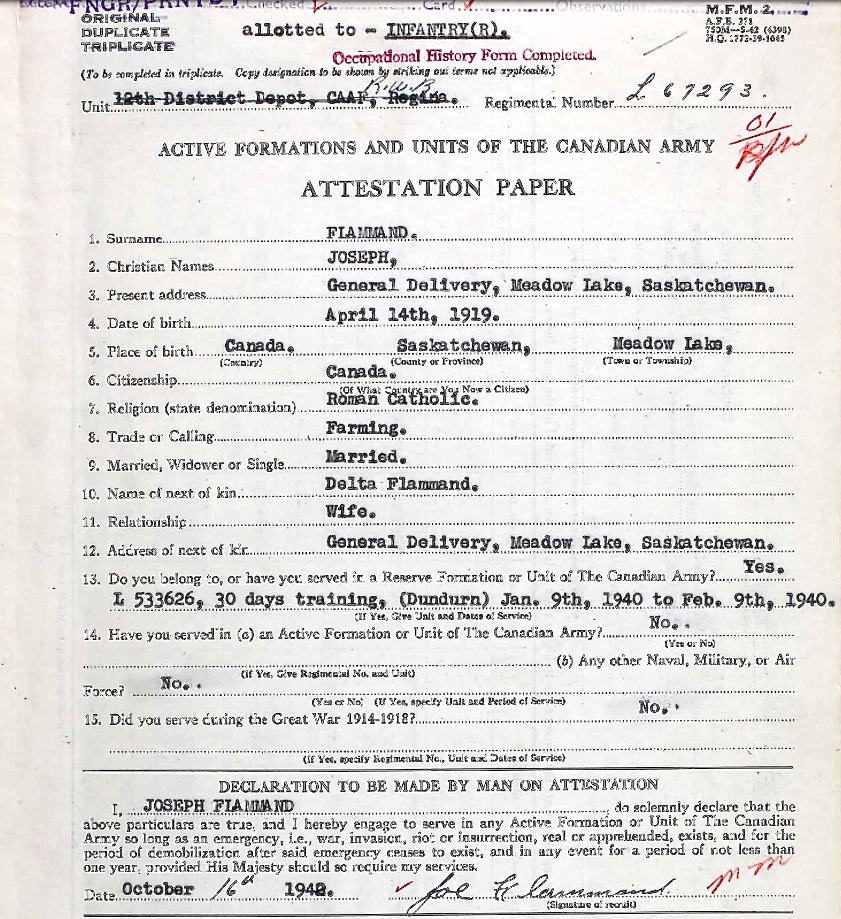 FNGR/PRNTD Checked Card Observations
ORIGINAL
DUPLICATE
TRIPLICATE
allotted to - INFANTRY(R).
M.F.M. 2
A.F.B. 271
750M—8-42 (6393)
H.Q. 1772-39-1645
Occupational History Form Completed.
(To be completed in triplicate. Copy designation to be shown by striking out terms not applicable.)
Unit 12th District Depot, CAAF, Regina. Regimental Number L 67293.
01
ACTIVE FORMATIONS AND UNITS OF THE CANADIAN ARMY
ATTESTATION PAPER
1. Surname FLAMMAND.
2. Christian Names JOSEPH,
3. Present address General Delivery, Meadow Lake, Saskatchewan.
4. Date of birth April 14th, 1919.
5. Place of birth Canada. Saskatchewan, Meadow Lake,
(Country) (County or Province) (Town or Township)
6. Citizenship Canada.
(Of What Country are You Now a Citizen)
7. Religion (state denomination) Roman Catholic.
8. Trade or Calling Farming.
9. Married, Widower or Single Married.
10. Name of next of kin Delta Flammand.
11. Relationship Wife.
12. Address of next of kin General Delivery, Meadow Lake, Saskatchewan.
13. Do you belong to, or have you served in a Reserve Formation or Unit of The Canadian Army? Yes.
L 533626, 30 days training, (Dundurn) Jan. 9th, 1940 to Feb. 9th, 1940.
(If Yes, Give Unit and Dates of Service)
14. Have you served in (a) an Active Formation or Unit of The Canadian Army? No.
(Yes or No)
(b) Any other Naval, Military, or Air
(If Yes, Give Regimental No. and Unit)
Force? No.
(Yes or No) (If Yes, specify Unit and Period of Service)
15. Did you serve during the Great War 1914-1918? No.
(If Yes, specify Regimental No., Unit and Dates of Service)
DECLARATION TO BE MADE BY MAN ON ATTESTATION
I, JOSEPH FLAMMAND, do solemnly declare that the
above particulars are true, and I hereby engage to serve in any Active Formation or Unit of The Canadian
Army so long as an emergency, i.e., war, invasion, riot or insurrection, real or apprehended, exists, and for the
period of demobilization after said emergency ceases to exist, and in any event for a period of not less than
one year, provided His Majesty should so require my services.
Date October 16th 1942. Joe Flammand.
(Signature of recruit)